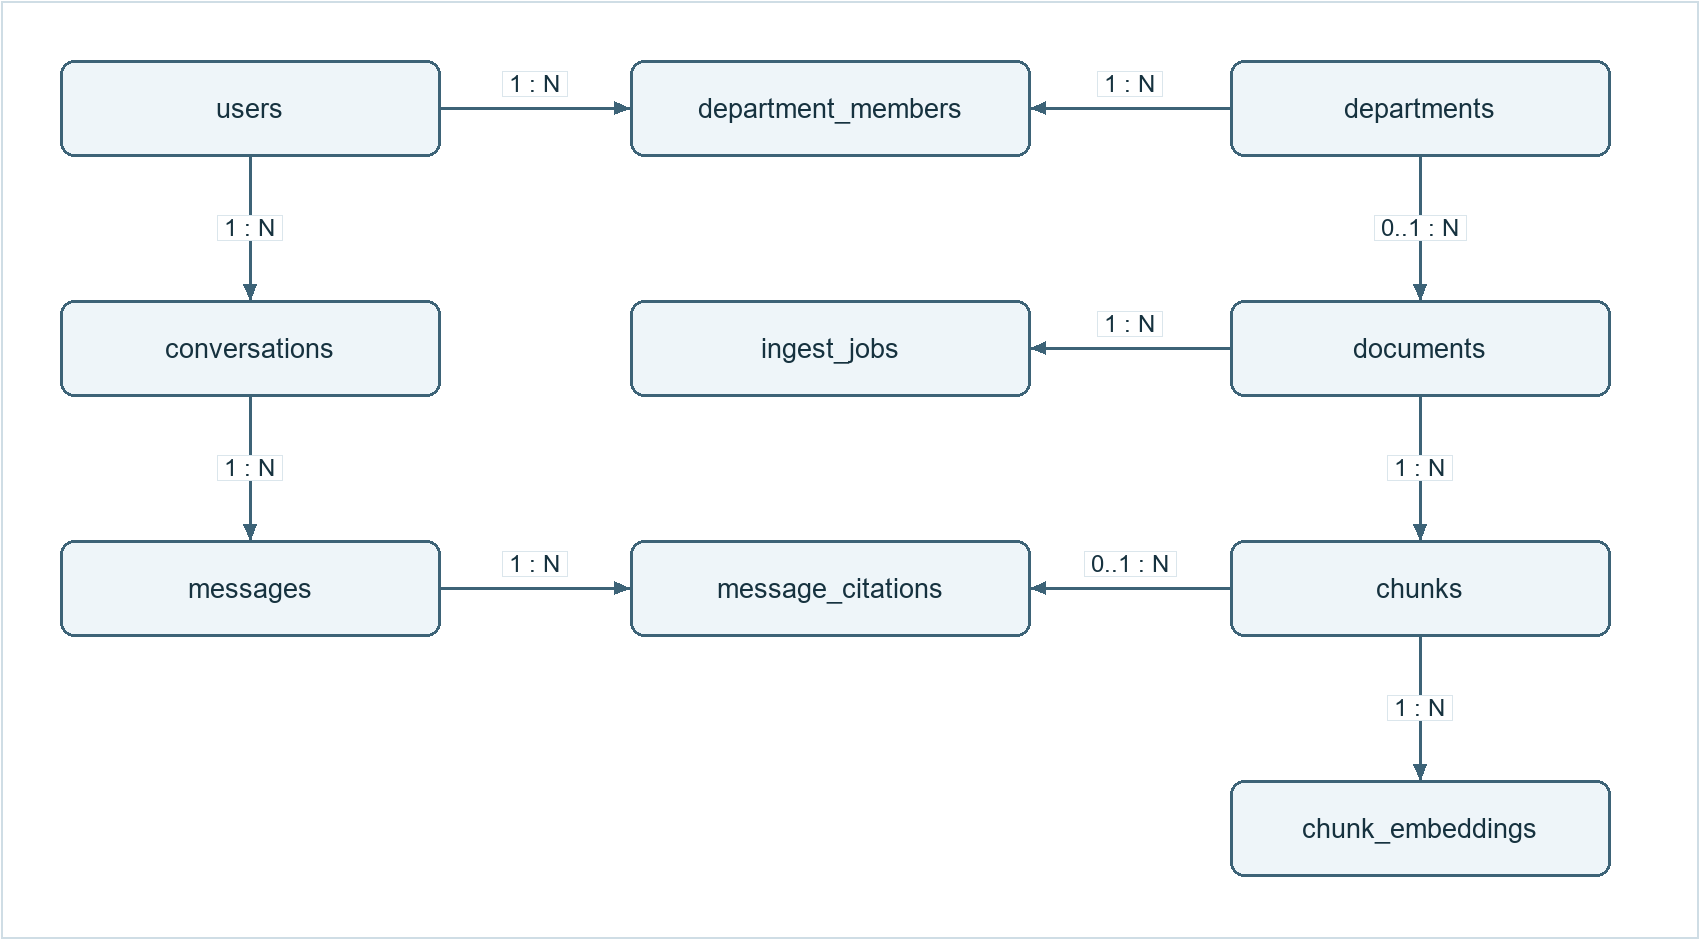 users
1 : N
department_members
1 : N
departments
1 : N
0..1 : N
conversations
ingest_jobs
1 : N
documents
1 : N
1 : N
messages
1 : N
message_citations
0..1 : N
chunks
1 : N
chunk_embeddings